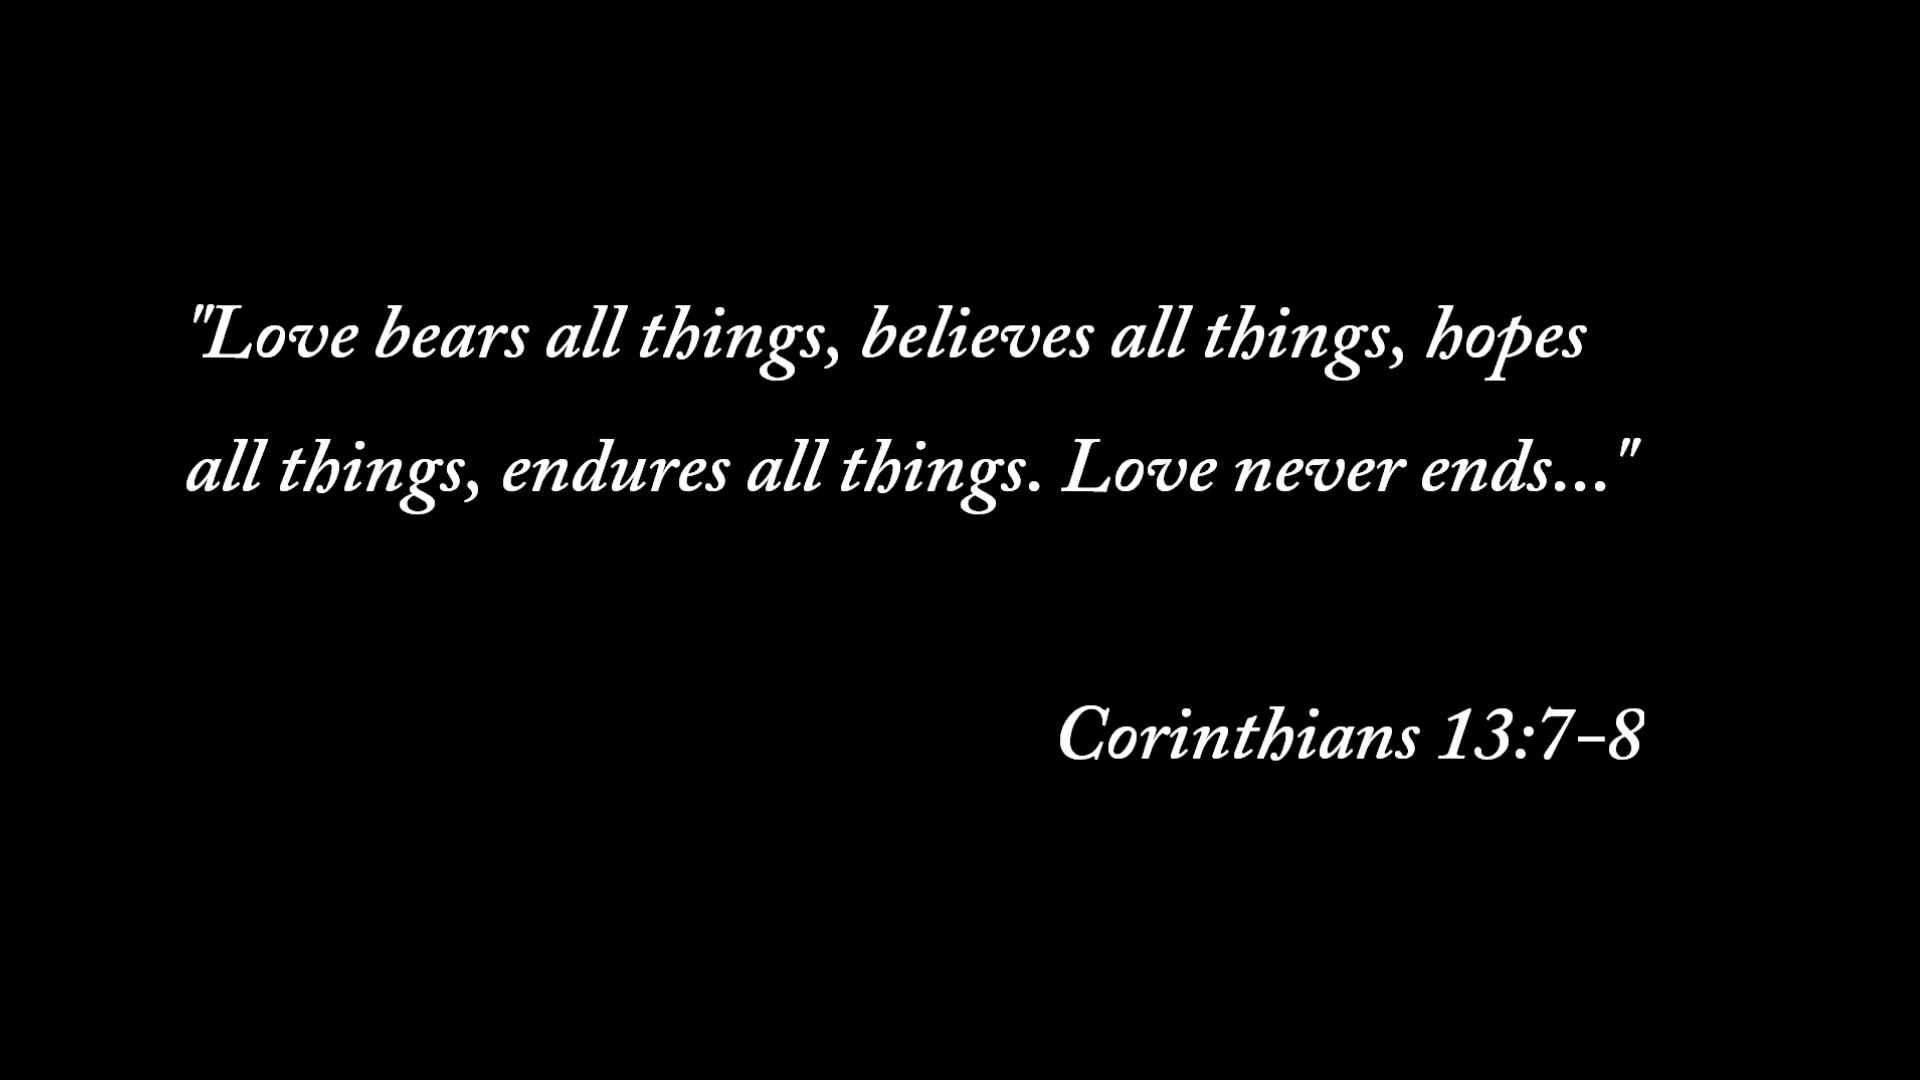 "Love bears all things, believes all things, hopes
all things, endures all things. Love never ends..."
Corinthians 13:7-8